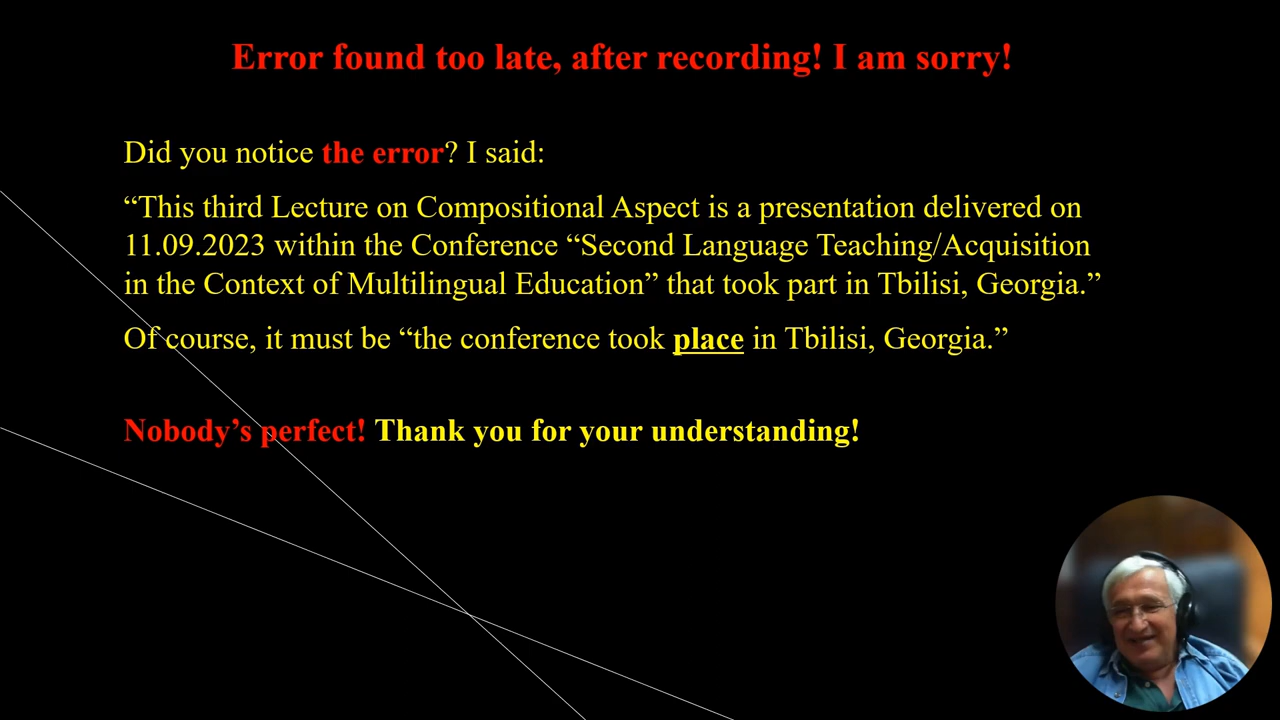 Error found too late, after recording! I am sorry!
Did you notice the error? I said:
“This third Lecture on Compositional Aspect is a presentation delivered on
11.09.2023 within the Conference “Second Language Teaching/Acquisition
in the Context of Multilingual Education” that took part in Tbilisi, Georgia.”
Of course, it must be “the conference took place in Tbilisi, Georgia.”
Nobody’s perfect! Thank you for your understanding!